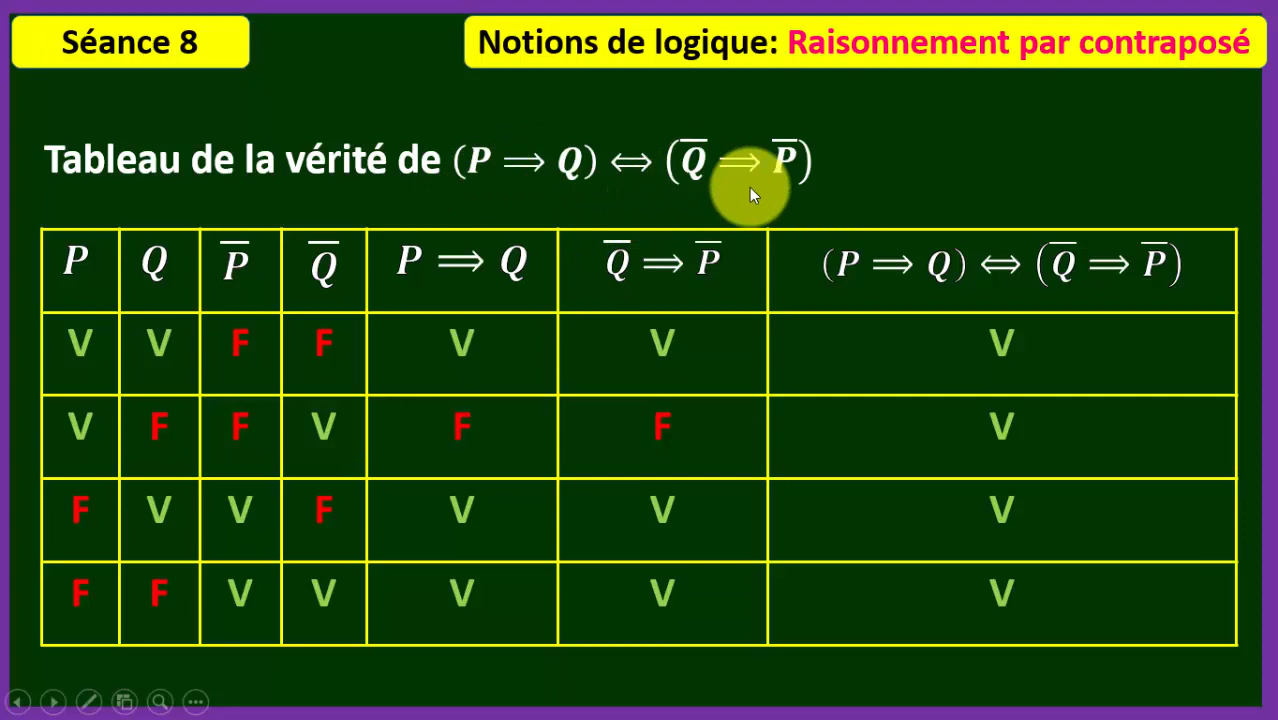 Séance 8
Notions de logique: Raisonnement par contraposé
Tableau de la vérité de (P ⟹ Q) ⟺ (Q̅ ⟹ P̅)
P Q P̅ Q̅ P ⟹ Q Q̅ ⟹ P̅ (P ⟹ Q) ⟺ (Q̅ ⟹ P̅)
V V F F V V V
V F F V F F V
F V V F V V V
F F V V V V V